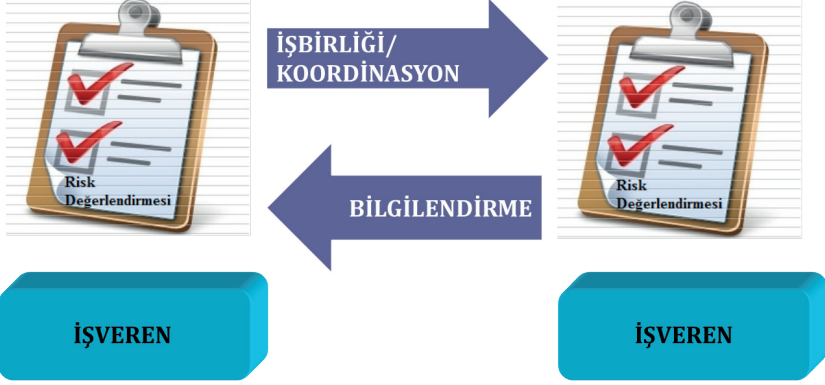 İŞBİRLİĞİ/
KOORDİNASYON
Risk
Değerlendirmesi
Risk
Değerlendirmesi
BİLGİLENDİRME
İŞVEREN
İŞVEREN